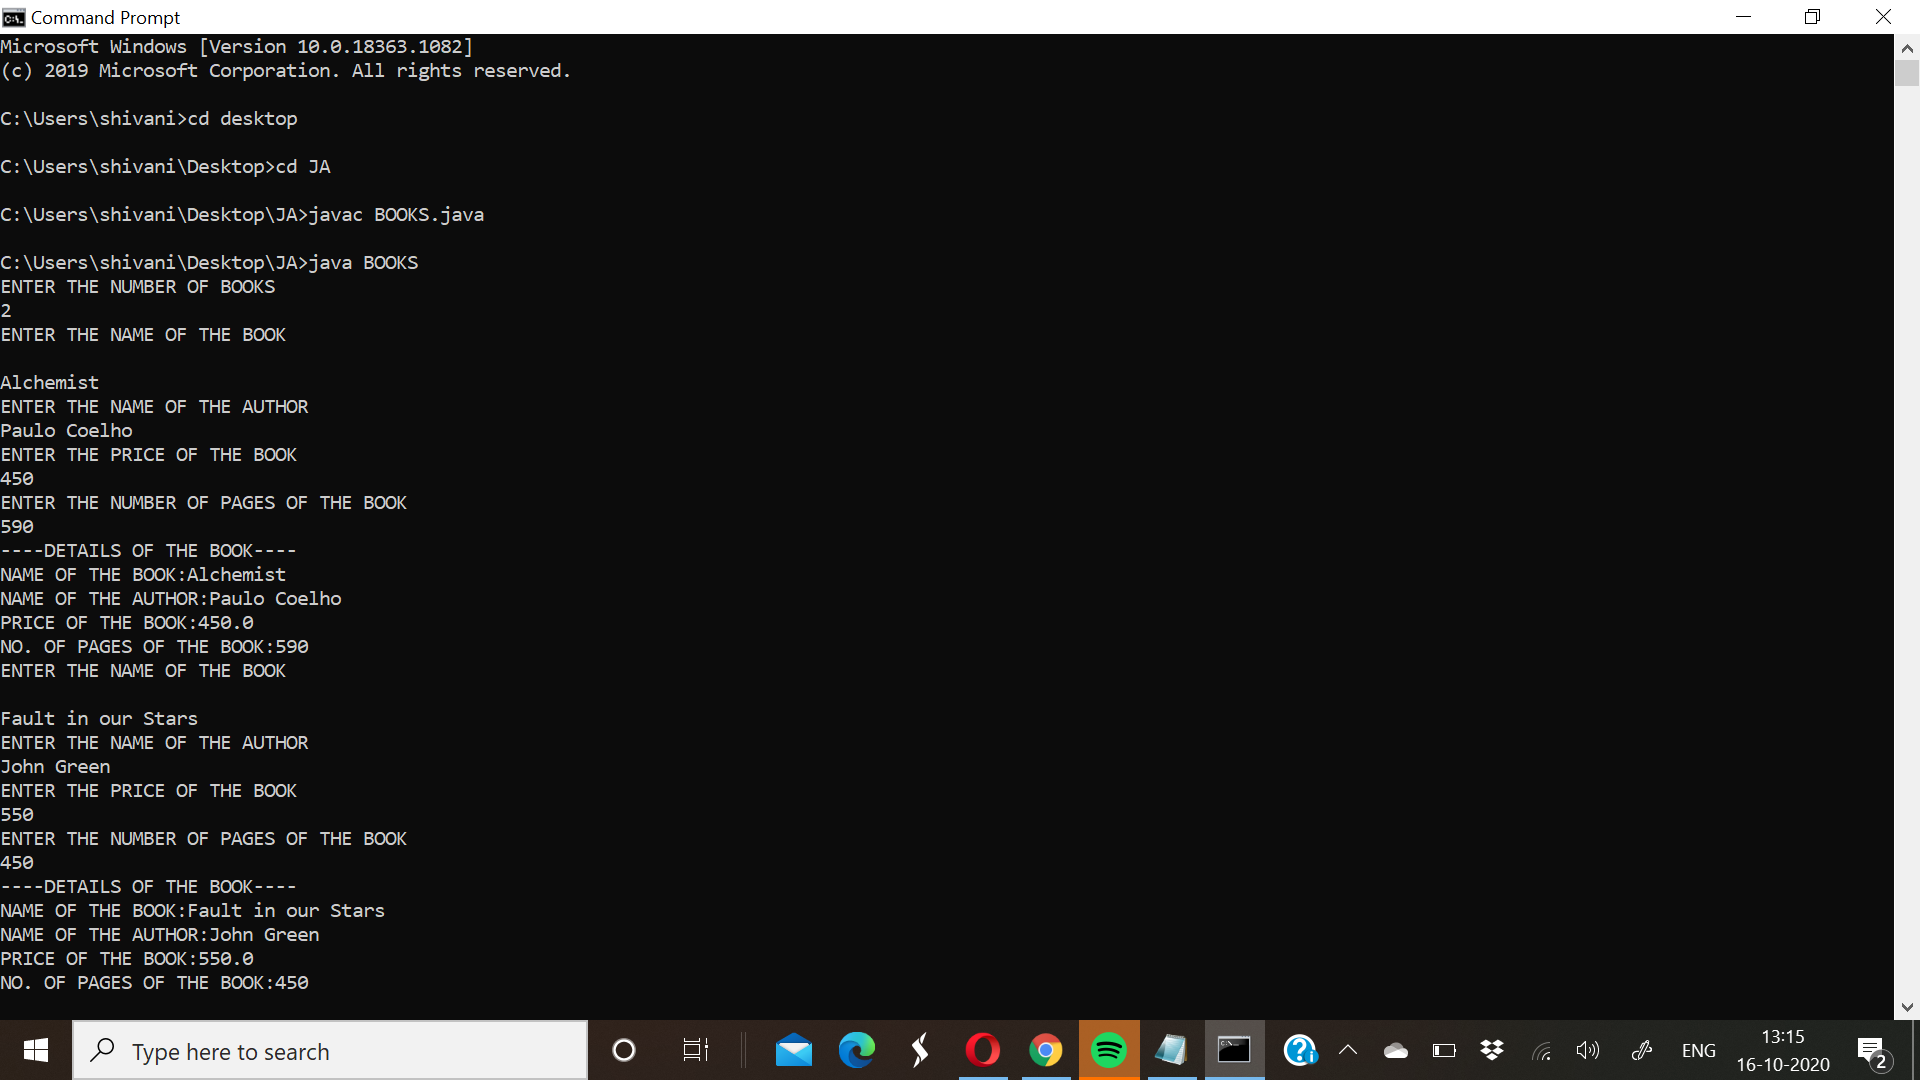 Command Prompt
Microsoft Windows [Version 10.0.18363.1082]
(c) 2019 Microsoft Corporation. All rights reserved.
C:\Users\shivani>cd desktop
C:\Users\shivani\Desktop>cd JA
C:\Users\shivani\Desktop\JA>javac BOOKS.java
C:\Users\shivani\Desktop\JA>java BOOKS
ENTER THE NUMBER OF BOOKS
2
ENTER THE NAME OF THE BOOK
Alchemist
ENTER THE NAME OF THE AUTHOR
Paulo Coelho
ENTER THE PRICE OF THE BOOK
450
ENTER THE NUMBER OF PAGES OF THE BOOK
590
----DETAILS OF THE BOOK----
NAME OF THE BOOK:Alchemist
NAME OF THE AUTHOR:Paulo Coelho
PRICE OF THE BOOK:450.0
NO. OF PAGES OF THE BOOK:590
ENTER THE NAME OF THE BOOK
Fault in our Stars
ENTER THE NAME OF THE AUTHOR
John Green
ENTER THE PRICE OF THE BOOK
550
ENTER THE NUMBER OF PAGES OF THE BOOK
450
----DETAILS OF THE BOOK----
NAME OF THE BOOK:Fault in our Stars
NAME OF THE AUTHOR:John Green
PRICE OF THE BOOK:550.0
NO. OF PAGES OF THE BOOK:450
Type here to search
ENG
13:15
16-10-2020
2